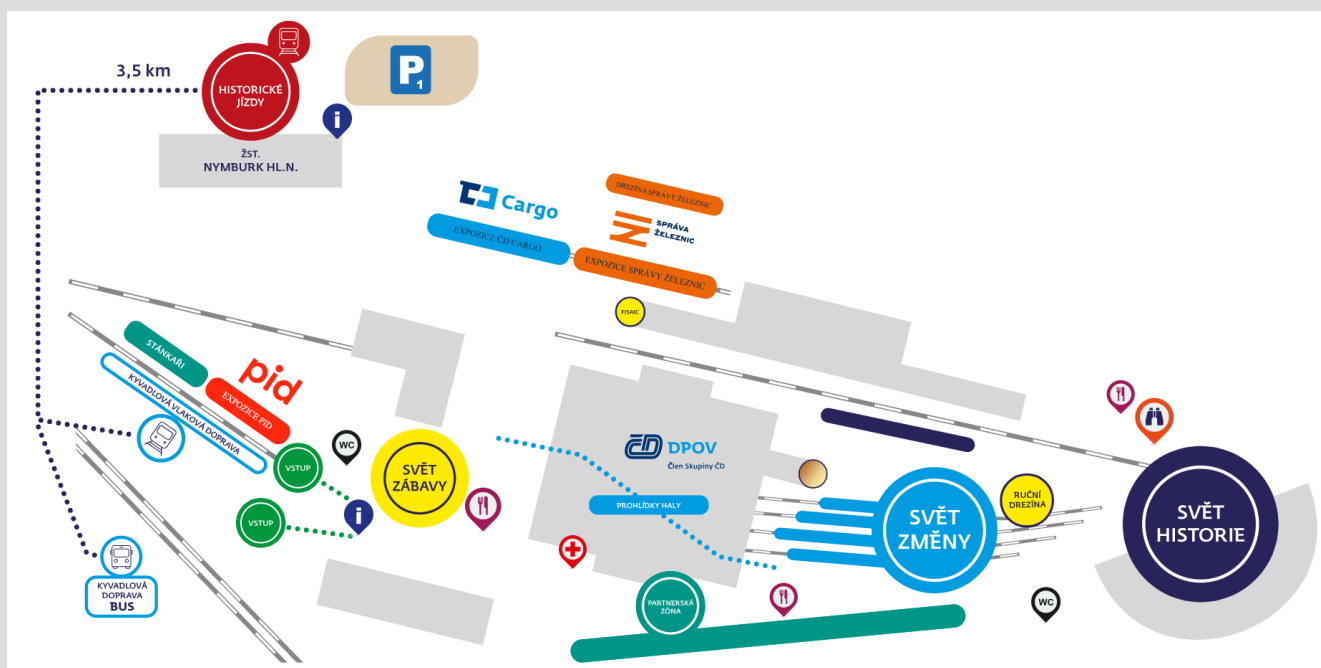 3,5 km
HISTORICKÉ
JÍZDY
P
1
i
ŽST.
NYMBURK HL.N.
Cargo
EXPOZICE ČD CARGO
DREZÍNA SPRÁVY ŽELEZNIC
SPRÁVA
ŽELEZNIC
EXPOZICE SPRÁVY ŽELEZNIC
FISAIC
STÁNKAŘI
pid
EXPOZICE PID
KYVADLOVÁ VLAKOVÁ DOPRAVA
VSTUP
WC
SVĚT
ZÁBAVY
VSTUP
i
KYVADLOVÁ
DOPRAVA
BUS
ČD DPOV
Člen Skupiny ČD
PROHLÍDKY HALY
PARTNERSKÁ
ZÓNA
SVĚT
ZMĚNY
RUČNÍ
DREZÍNA
WC
SVĚT
HISTORIE